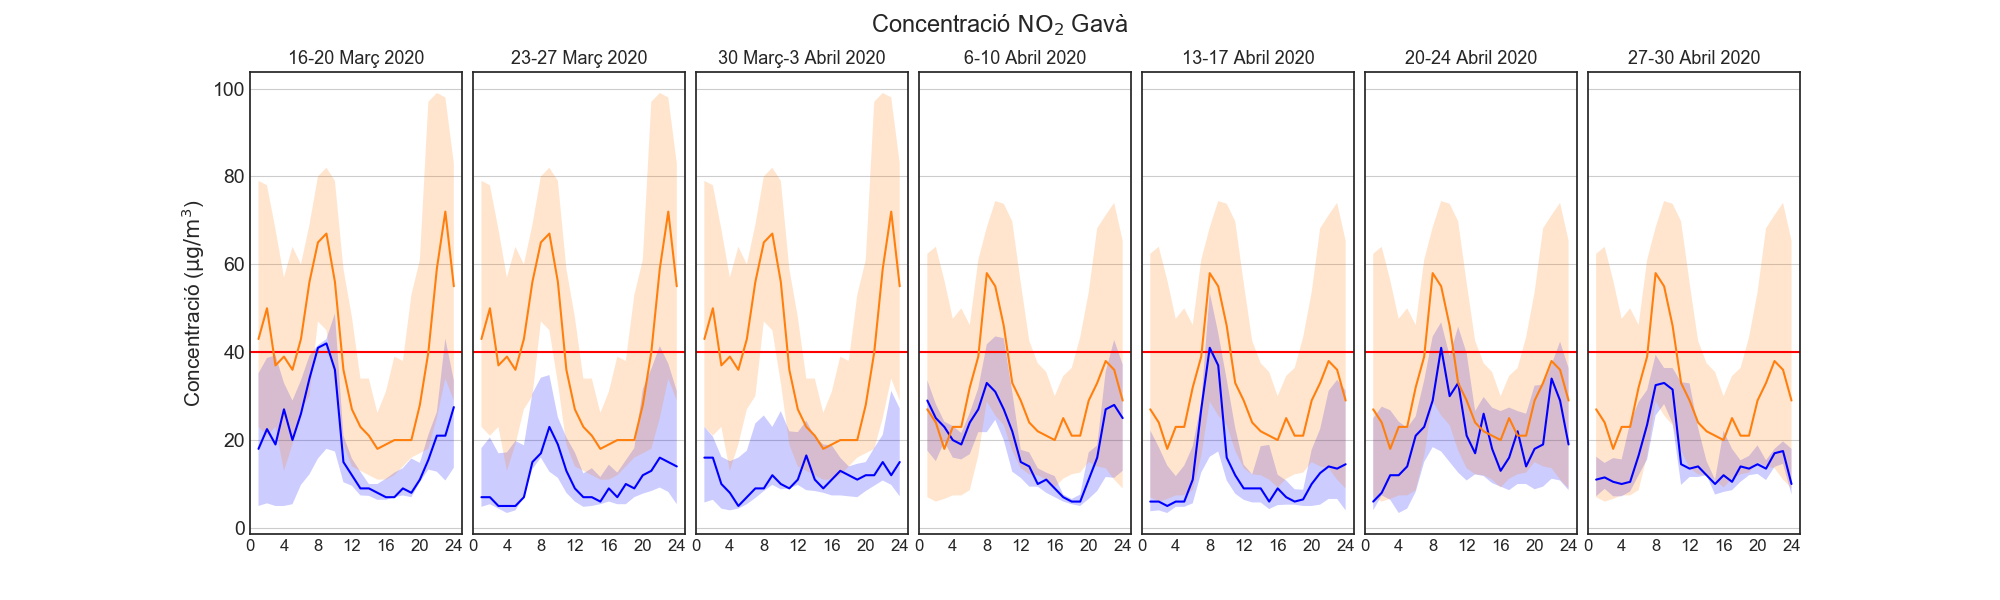 Concentració NO₂ Gavà
16-20 Març 2020
23-27 Març 2020
30 Març-3 Abril 2020
6-10 Abril 2020
13-17 Abril 2020
20-24 Abril 2020
27-30 Abril 2020
Concentració (µg/m³)
100
80
60
40
20
0
0 4 8 12 16 20 24
0 4 8 12 16 20 24
0 4 8 12 16 20 24
0 4 8 12 16 20 24
0 4 8 12 16 20 24
0 4 8 12 16 20 24
0 4 8 12 16 20 24